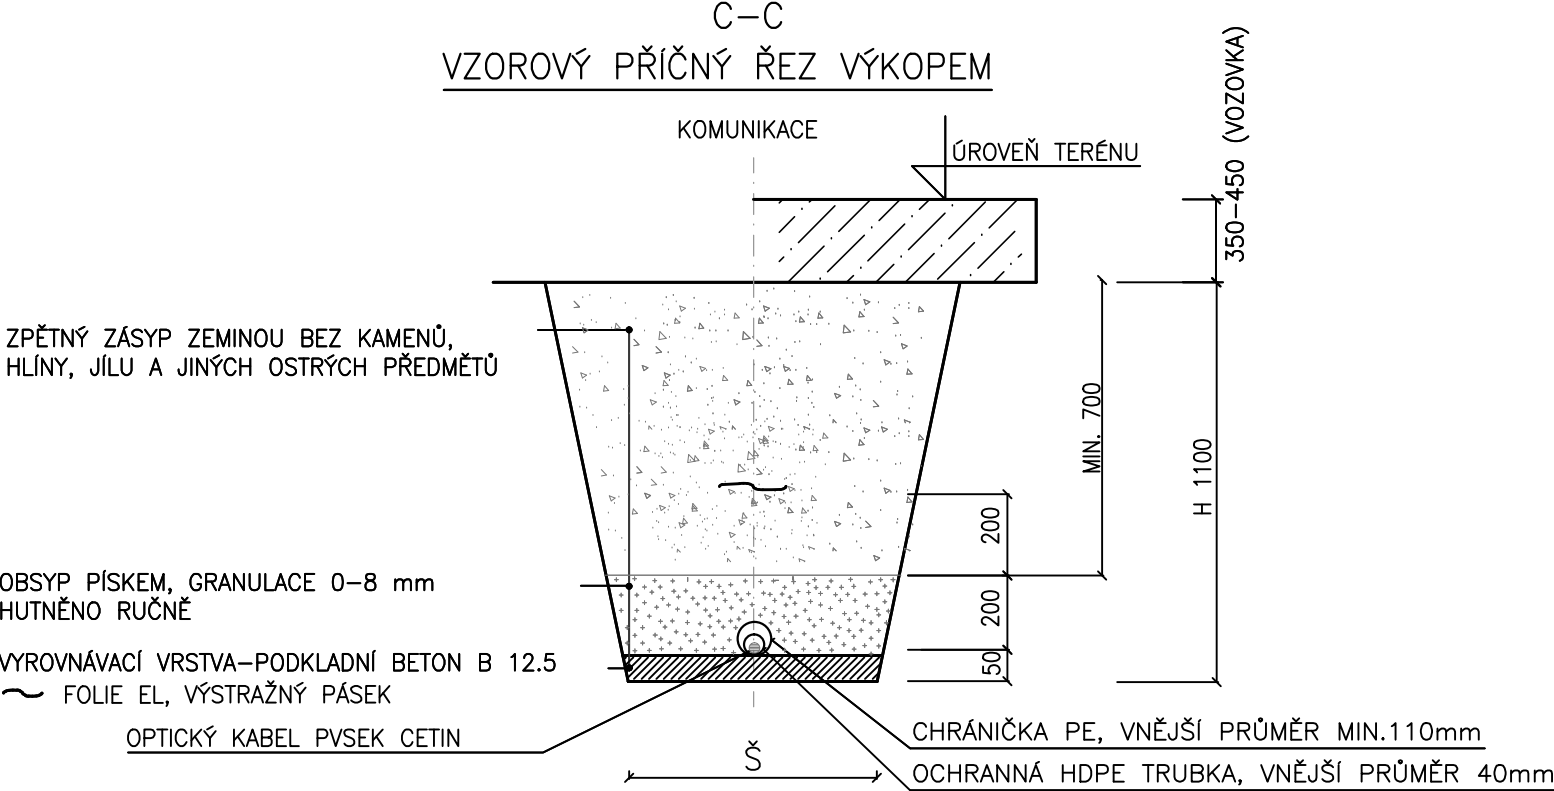 C-C
VZOROVÝ PŘÍČNÝ ŘEZ VÝKOPEM
KOMUNIKACE
ÚROVEŇ TERÉNU
350-450 (VOZOVKA)
ZPĚTNÝ ZÁSYP ZEMINOU BEZ KAMENŮ,
HLÍNY, JÍLU A JINÝCH OSTRÝCH PŘEDMĚTŮ
MIN. 700
H 1100
200
OBSYP PÍSKEM, GRANULACE 0-8 mm
HUTNĚNO RUČNĚ
200
VYROVNÁVACÍ VRSTVA-PODKLADNÍ BETON B 12.5
50
FOLIE EL, VÝSTRAŽNÝ PÁSEK
OPTICKÝ KABEL PVSEK CETIN
CHRÁNIČKA PE, VNĚJŠÍ PRŮMĚR MIN.110mm
Š
OCHRANNÁ HDPE TRUBKA, VNĚJŠÍ PRŮMĚR 40mm